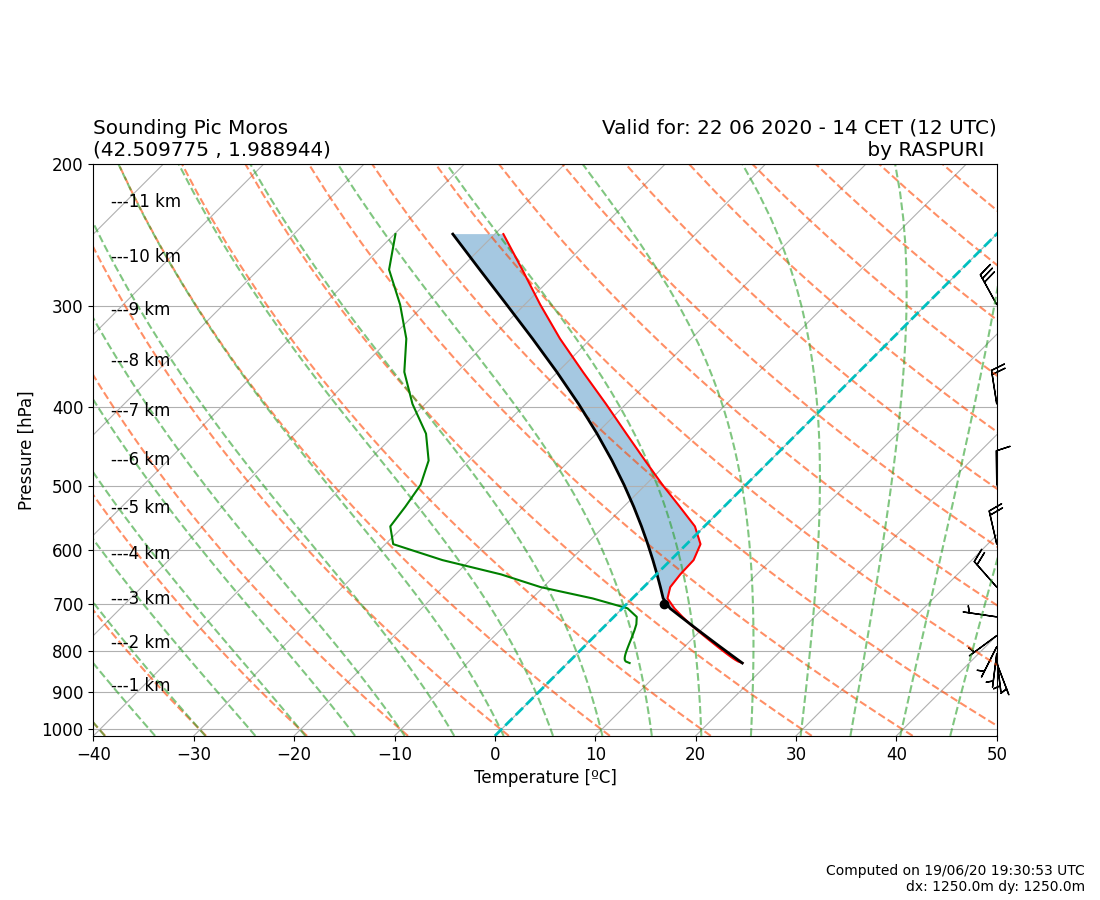 Sounding Pic Moros
(42.509775 , 1.988944)
Valid for: 22 06 2020 - 14 CET (12 UTC)
by RASPURI
200
---11 km
---10 km
300
---9 km
---8 km
400
---7 km
---6 km
500
---5 km
600
---4 km
700
---3 km
800
---2 km
900
---1 km
1000
Pressure [hPa]
−40 −30 −20 −10 0 10 20 30 40 50
Temperature [ºC]
Computed on 19/06/20 19:30:53 UTC
dx: 1250.0m dy: 1250.0m